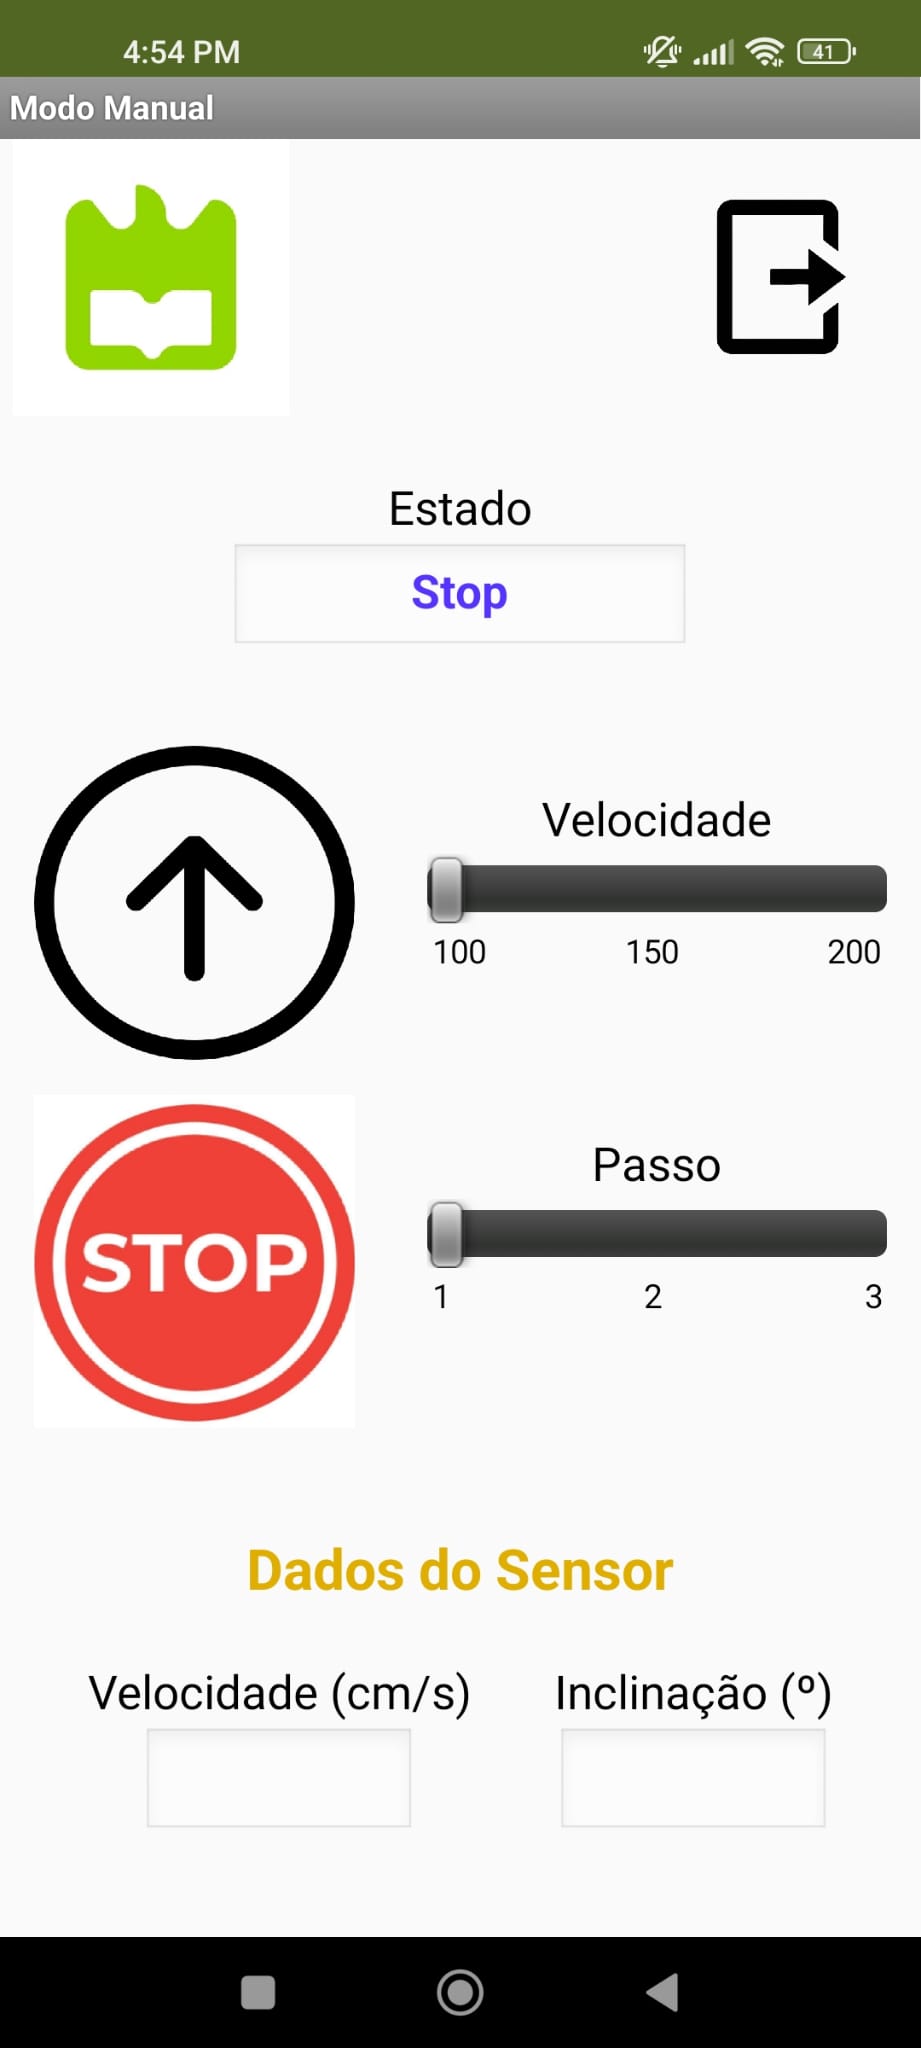 4:54 PM
41
Modo Manual
Estado
Stop
Velocidade
100 150 200
STOP
Passo
1 2 3
Dados do Sensor
Velocidade (cm/s) Inclinação (º)